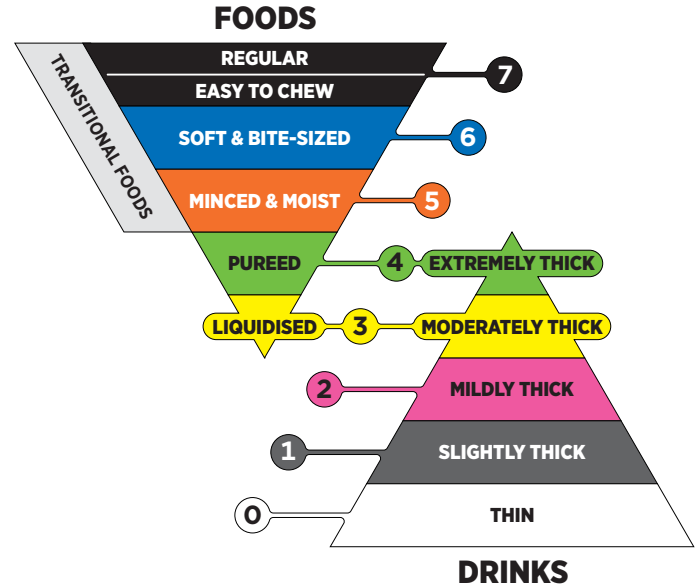 FOODS
REGULAR
7
EASY TO CHEW
TRANSITIONAL FOODS
SOFT & BITE-SIZED
6
MINCED & MOIST
5
PUREED
4
EXTREMELY THICK
LIQUIDISED
3
MODERATELY THICK
2
MILDLY THICK
1
SLIGHTLY THICK
0
THIN
DRINKS